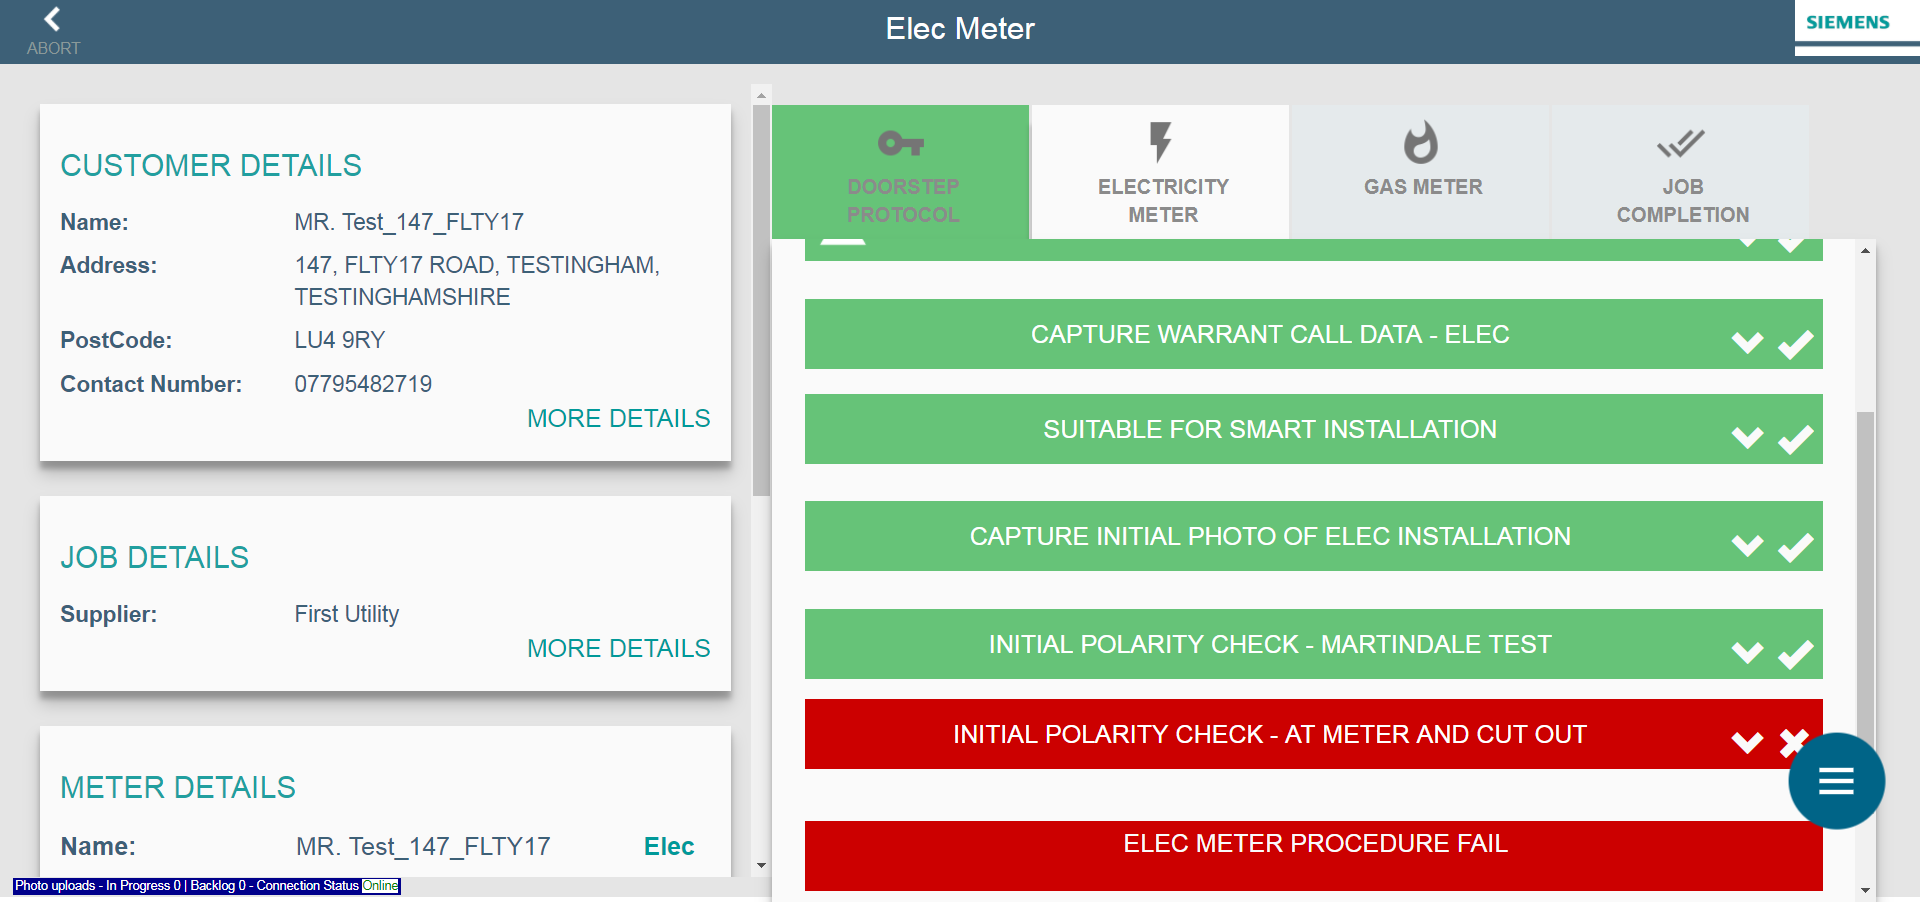 ABORT
Elec Meter
SIEMENS
CUSTOMER DETAILS
Name: MR. Test_147_FLTY17
Address: 147, FLTY17 ROAD, TESTINGHAM,
TESTINGHAMSHIRE
PostCode: LU4 9RY
Contact Number: 07795482719
MORE DETAILS
JOB DETAILS
Supplier: First Utility
MORE DETAILS
METER DETAILS
Name: MR. Test_147_FLTY17 Elec
Photo uploads - In Progress 0 | Backlog 0 - Connection Status Online
DOORSTEP
PROTOCOL
ELECTRICITY
METER
GAS METER
JOB
COMPLETION
CAPTURE WARRANT CALL DATA - ELEC
SUITABLE FOR SMART INSTALLATION
CAPTURE INITIAL PHOTO OF ELEC INSTALLATION
INITIAL POLARITY CHECK - MARTINDALE TEST
INITIAL POLARITY CHECK - AT METER AND CUT OUT
ELEC METER PROCEDURE FAIL